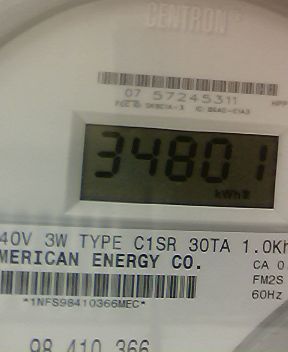 CENTRON®
07 57245311
34801
kWh
40V 3W TYPE C1SR 30TA 1.0Kh
MERICAN ENERGY CO.
CA 0.
FM2S
60Hz
*1NFS98410366MEC*
98 410 366